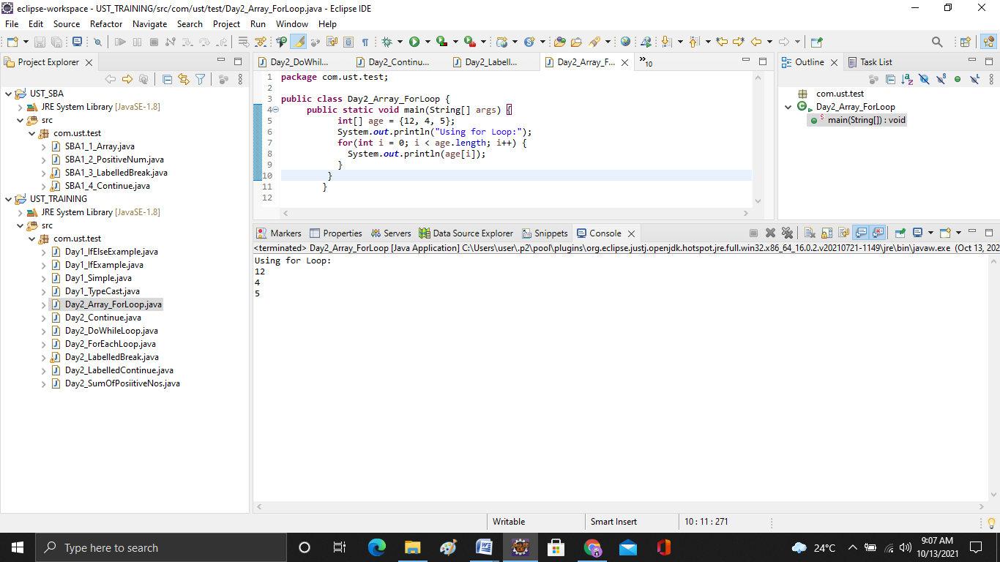 eclipse-workspace - UST_TRAINING/src/com/ust/test/Day2_Array_ForLoop.java - Eclipse IDE
File Edit Source Refactor Navigate Search Project Run Window Help
Project Explorer
UST_SBA
JRE System Library [JavaSE-1.8]
src
com.ust.test
SBA1_1_Array.java
SBA1_2_PositiveNum.java
SBA1_3_LabelledBreak.java
SBA1_4_Continue.java
UST_TRAINING
JRE System Library [JavaSE-1.8]
src
com.ust.test
Day1_IfElseExample.java
Day1_IfExample.java
Day1_Simple.java
Day1_TypeCast.java
Day2_Array_ForLoop.java
Day2_Continue.java
Day2_DoWhileLoop.java
Day2_ForEachLoop.java
Day2_LabelledBreak.java
Day2_LabelledContinue.java
Day2_SumOfPosiitiveNos.java
Day2_DoWhil... Day2_Continu... Day2_Labell... Day2_Array_F... »10
1 package com.ust.test;
2
3 public class Day2_Array_ForLoop {
4 public static void main(String[] args) {
5 int[] age = {12, 4, 5};
6 System.out.println("Using for Loop:");
7 for(int i = 0; i < age.length; i++) {
8 System.out.println(age[i]);
9 }
10 }
11 }
12
Outline Task List
com.ust.test
Day2_Array_ForLoop
main(String[]) : void
Markers Properties Servers Data Source Explorer Snippets Console
<terminated> Day2_Array_ForLoop [Java Application] C:\Users\user\.p2\pool\plugins\org.eclipse.justj.openjdk.hotspot.jre.full.win32.x86_64_16.0.2.v20210721-1149\jre\bin\javaw.exe (Oct 13, 202
Using for Loop:
12
4
5
Writable Smart Insert 10 : 11 : 271
Type here to search
24°C
9:07 AM
10/13/2021